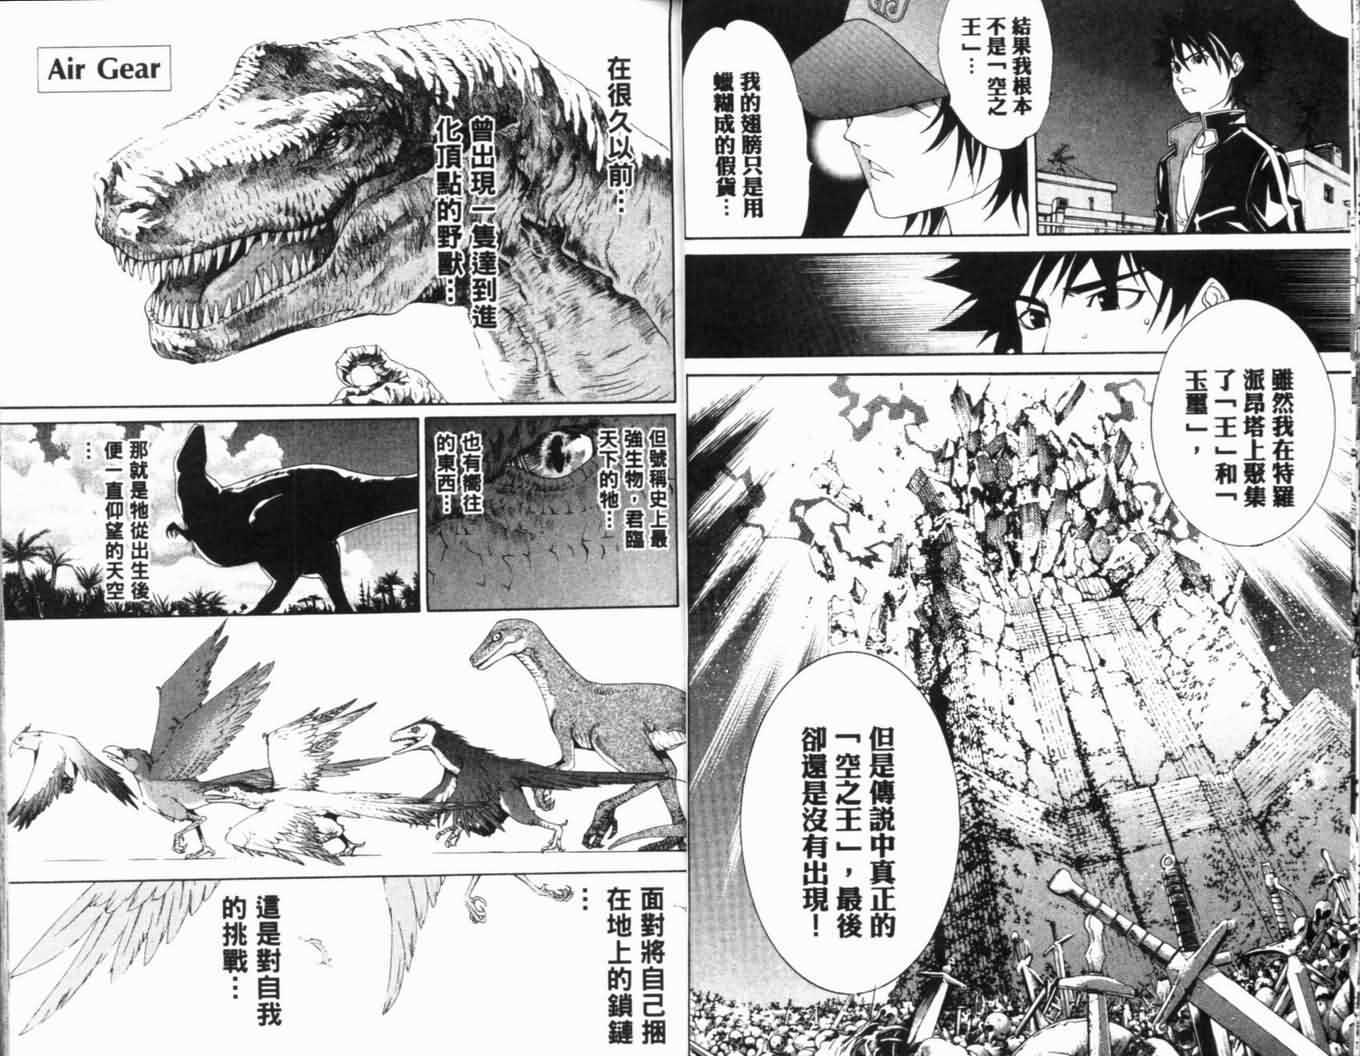 結果我根本
不是「空之
王」…
我的翅膀只是用
蠟糊成的假貨…
雖然我在特羅
派昂塔上聚集
了「王」和「
玉璽」，
但是傳說中真正的
「空之王」，最後
卻還是沒有出現！
Air Gear
在很久以前…
曾出現一隻達到進
化頂點的野獸…
但號稱史上最
強生物，君臨
天下的牠…
也有嚮往
的東西…
那就是牠從出生後
便一直仰望的天空
…
面對將自己捆
在地上的鎖鏈
…
這是對自我
的挑戰…